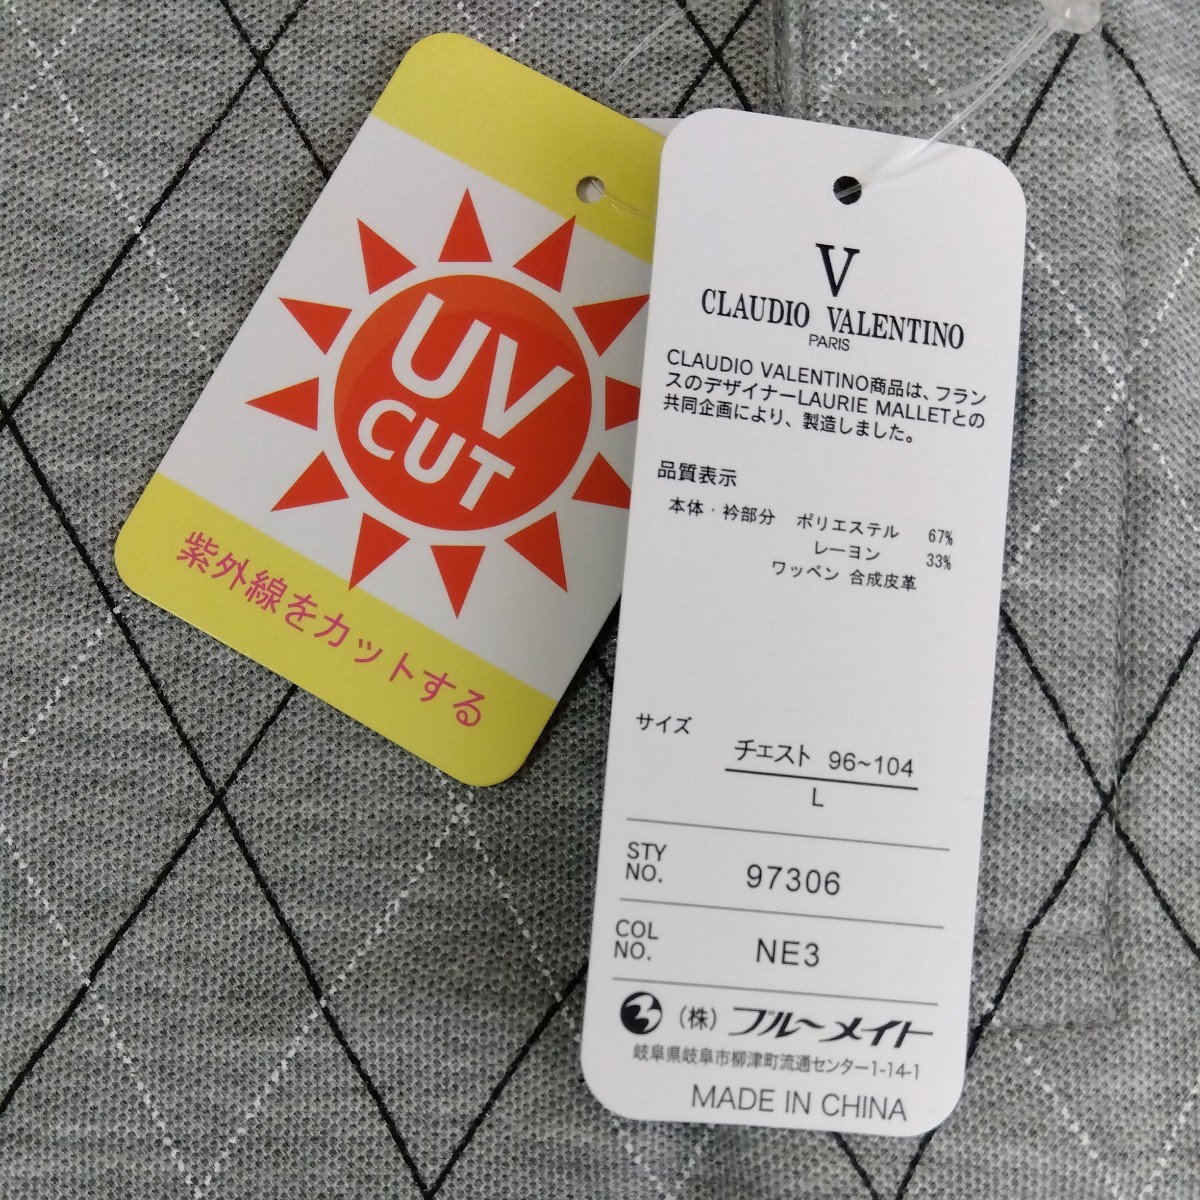 UV
CUT
紫外線をカットする
V
CLAUDIO VALENTINO
PARIS
CLAUDIO VALENTINO商品は、フラン
スのデザイナーLAURIE MALLETとの
共同企画により、製造しました。
品質表示
本体・衿部分 ポリエステル 67%
レーヨン 33%
ワッペン 合成皮革
サイズ
チェスト 96~104
L
STY
NO. 97306
COL
NO. NE3
(株) ブルーメイト
岐阜県岐阜市柳津町流通センター1-14-1
MADE IN CHINA